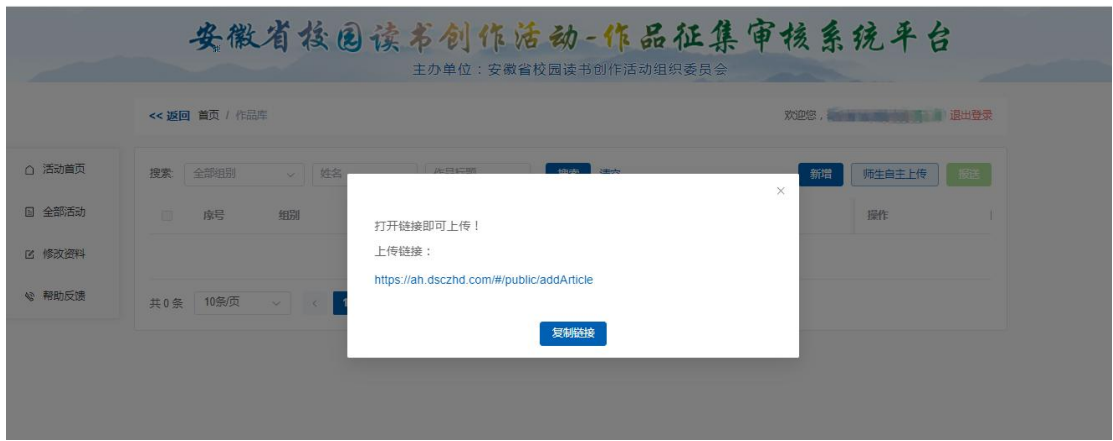 安徽省校园读书创作活动-作品征集审核系统平台
主办单位：安徽省校园读书创作活动组织委员会
<< 返回 首页 / 作品库
欢迎您，
退出登录
活动首页
全部活动
修改资料
帮助反馈
搜索: 全部组别 姓名 作品标题 搜索 清空 新增 师生自主上传 报送
序号 组别 操作
共 0 条 10条/页 < 1
×
打开链接即可上传！
上传链接：
https://ah.dsczhd.com/#/public/addArticle
复制链接